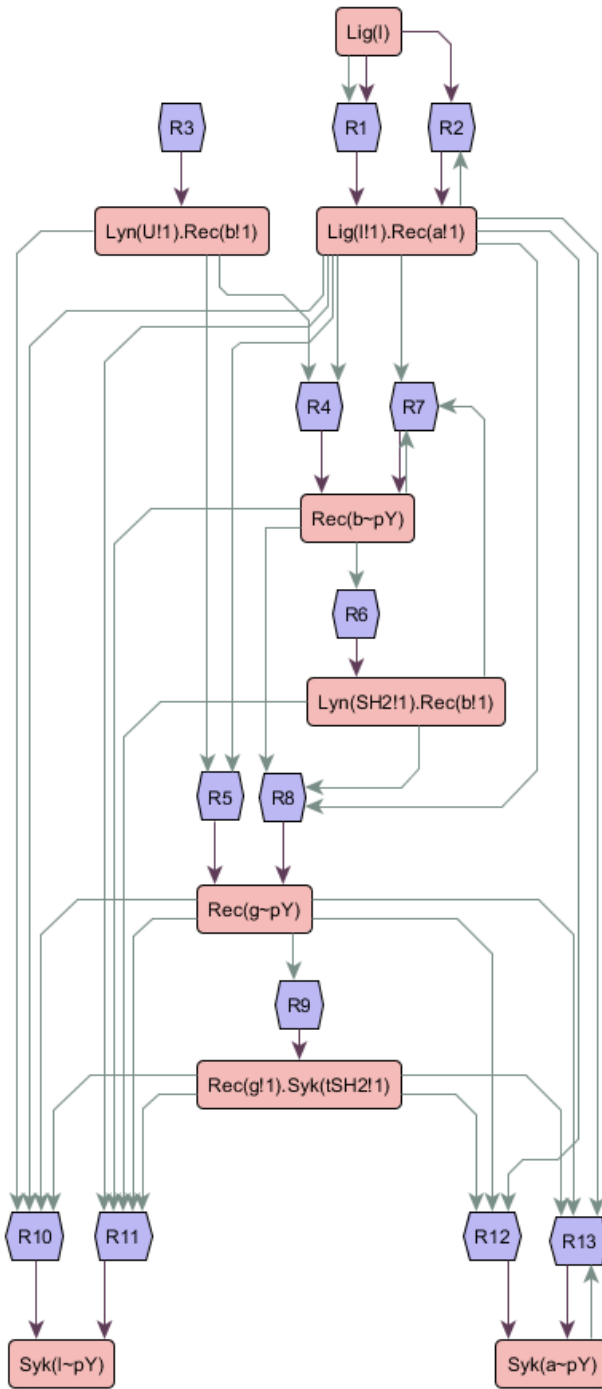 Lig(l)
R3
R1
R2
Lyn(U!1).Rec(b!1)
Lig(l!1).Rec(a!1)
R4
R7
Rec(b~pY)
R6
Lyn(SH2!1).Rec(b!1)
R5
R8
Rec(g~pY)
R9
Rec(g!1).Syk(tSH2!1)
R10
R11
R12
R13
Syk(l~pY)
Syk(a~pY)